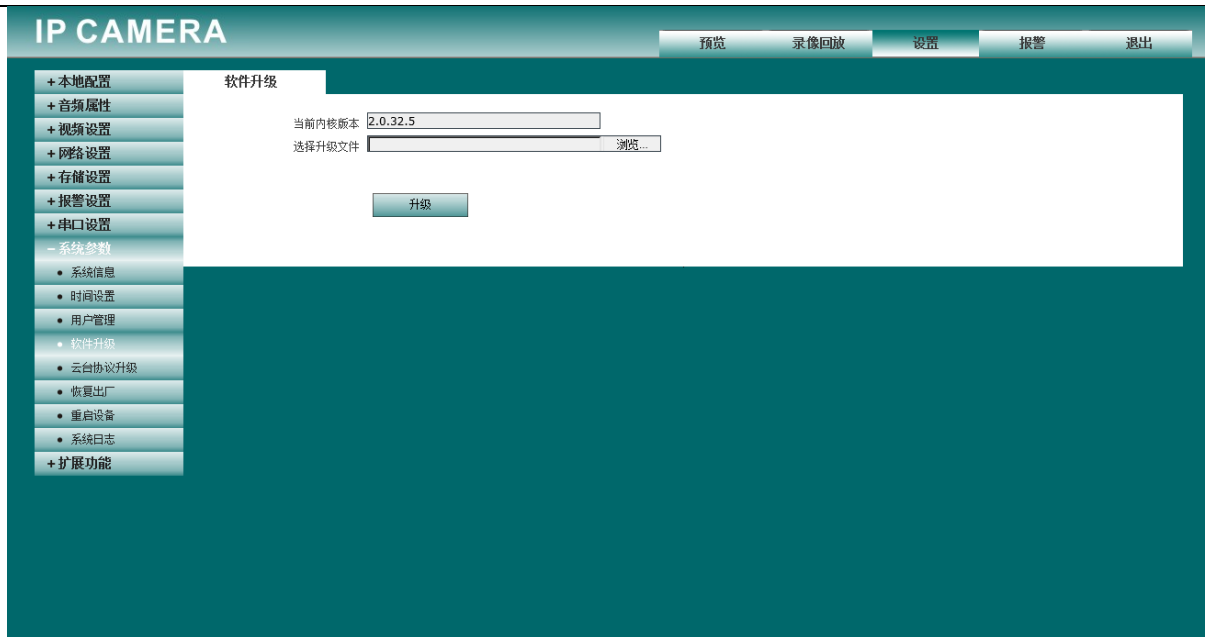 IP CAMERA
预览 录像回放 设置 报警 退出
+本地配置
+音频属性
+视频设置
+网络设置
+存储设置
+报警设置
+串口设置
-系统参数
• 系统信息
• 时间设置
• 用户管理
• 软件升级
• 云台协议升级
• 恢复出厂
• 重启设备
• 系统日志
+扩展功能
软件升级
当前内核版本 2.0.32.5
选择升级文件 浏览...
升级